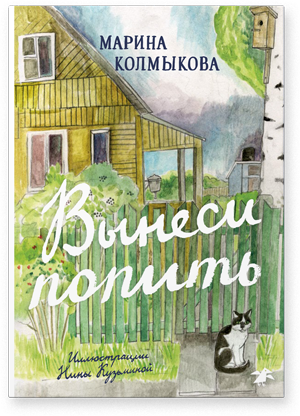 МАРИНА
КОЛМЫКОВА
Вынеси
попить
Иллюстрации
Нины Кузьминой